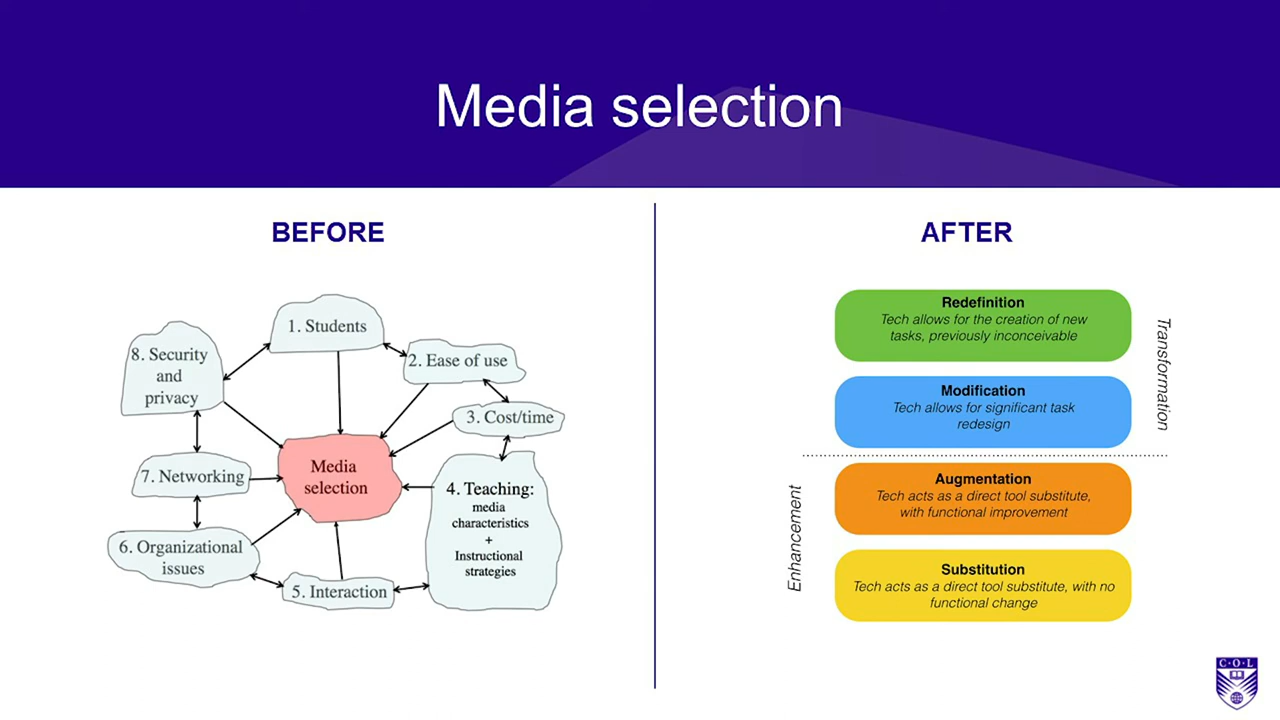 Media selection
BEFORE
1. Students
2. Ease of use
3. Cost/time
4. Teaching:
media
characteristics
+
Instructional
strategies
5. Interaction
6. Organizational
issues
7. Networking
8. Security
and
privacy
Media
selection
AFTER
Redefinition
Tech allows for the creation of new
tasks, previously inconceivable
Modification
Tech allows for significant task
redesign
Transformation
Augmentation
Tech acts as a direct tool substitute,
with functional improvement
Substitution
Tech acts as a direct tool substitute, with no
functional change
Enhancement
C·O·L